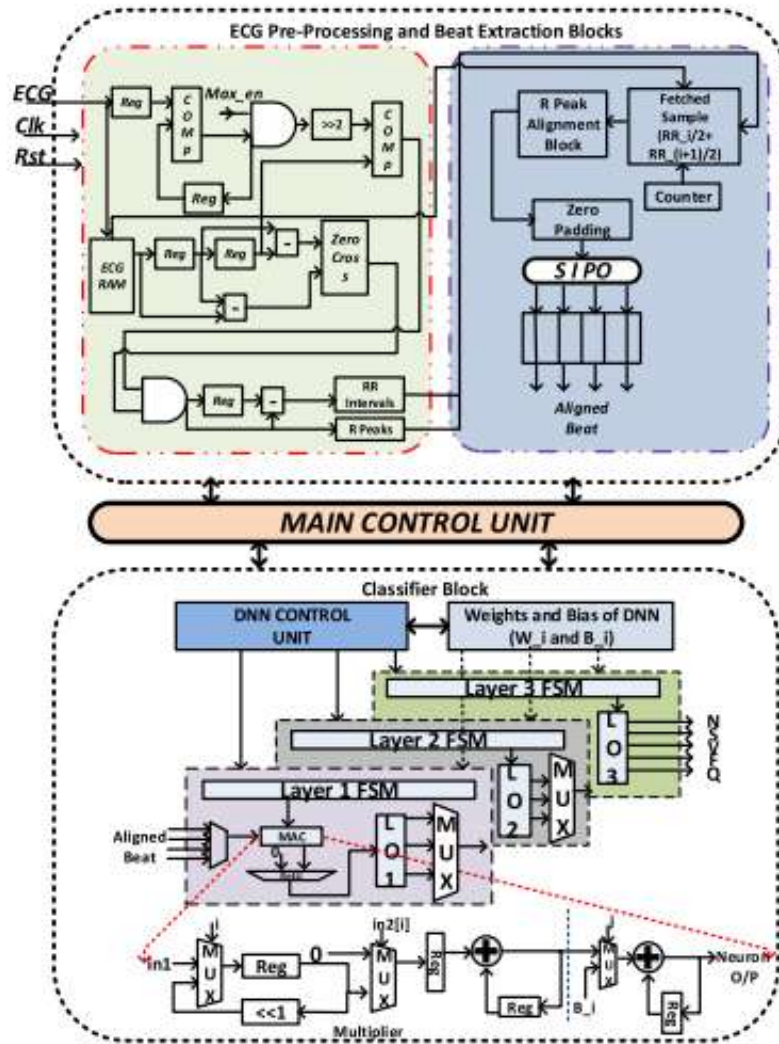 ECG Pre-Processing and Beat Extraction Blocks
ECG
Clk
Rst
Reg
COMP
Max_en
>>2
COMP
Reg
ECG RAM
Reg
Reg
-
-
Zero Cross
Reg
-
RR Intervals
R Peaks
R Peak Alignment Block
Fetched Sample (RR_i/2+ RR_(i+1)/2)
Counter
Zero Padding
SIPO
Aligned Beat
MAIN CONTROL UNIT
Classifier Block
DNN CONTROL UNIT
Weights and Bias of DNN (W_i and B_i)
Layer 3 FSM
LO3
N
S
V
F
Q
Layer 2 FSM
LO2
MUX
Layer 1 FSM
Aligned Beat
MAC
0
LO1
MUX
in1
i
MUX
Reg
<<1
0
in2[i]
MUX
Reg
+
Reg
Multiplier
B_i
MUX
+
Reg
Neuron O/P